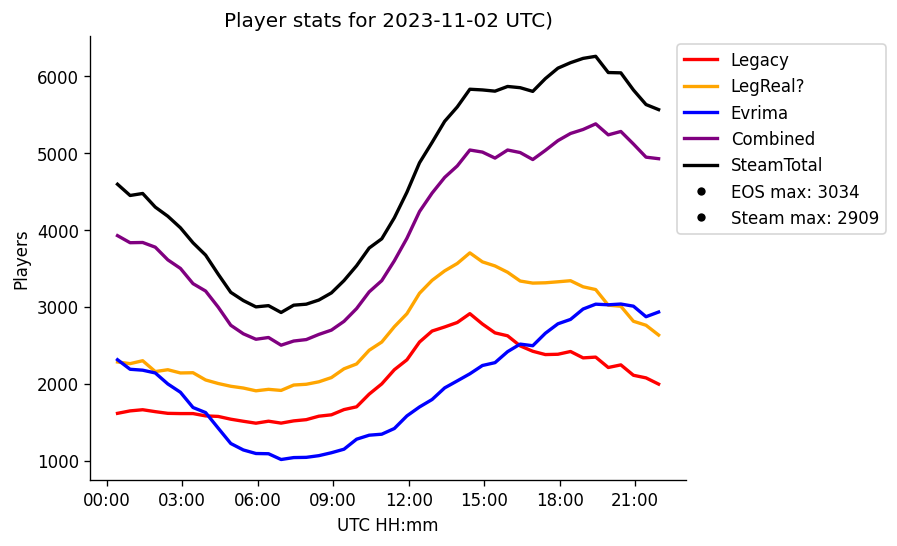 Player stats for 2023-11-02 UTC)
Legacy
LegReal?
Evrima
Combined
SteamTotal
EOS max: 3034
Steam max: 2909
Players
6000
5000
4000
3000
2000
1000
00:00 03:00 06:00 09:00 12:00 15:00 18:00 21:00
UTC HH:mm